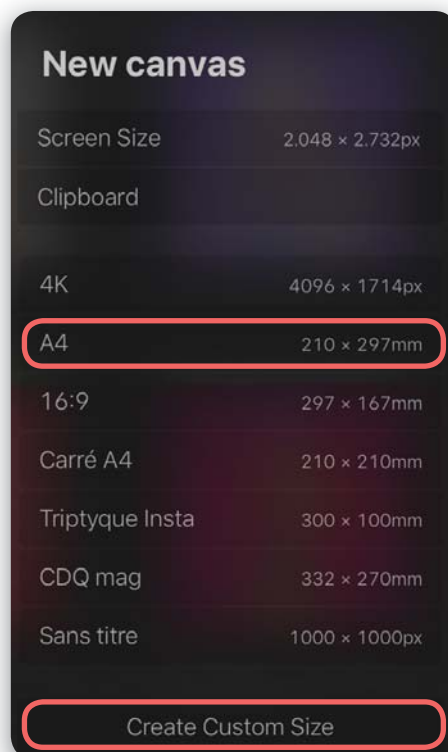 New canvas
Screen Size 2.048 × 2.732px
Clipboard
4K 4096 × 1714px
A4 210 × 297mm
16:9 297 × 167mm
Carré A4 210 × 210mm
Triptyque Insta 300 × 100mm
CDQ mag 332 × 270mm
Sans titre 1000 × 1000px
Create Custom Size